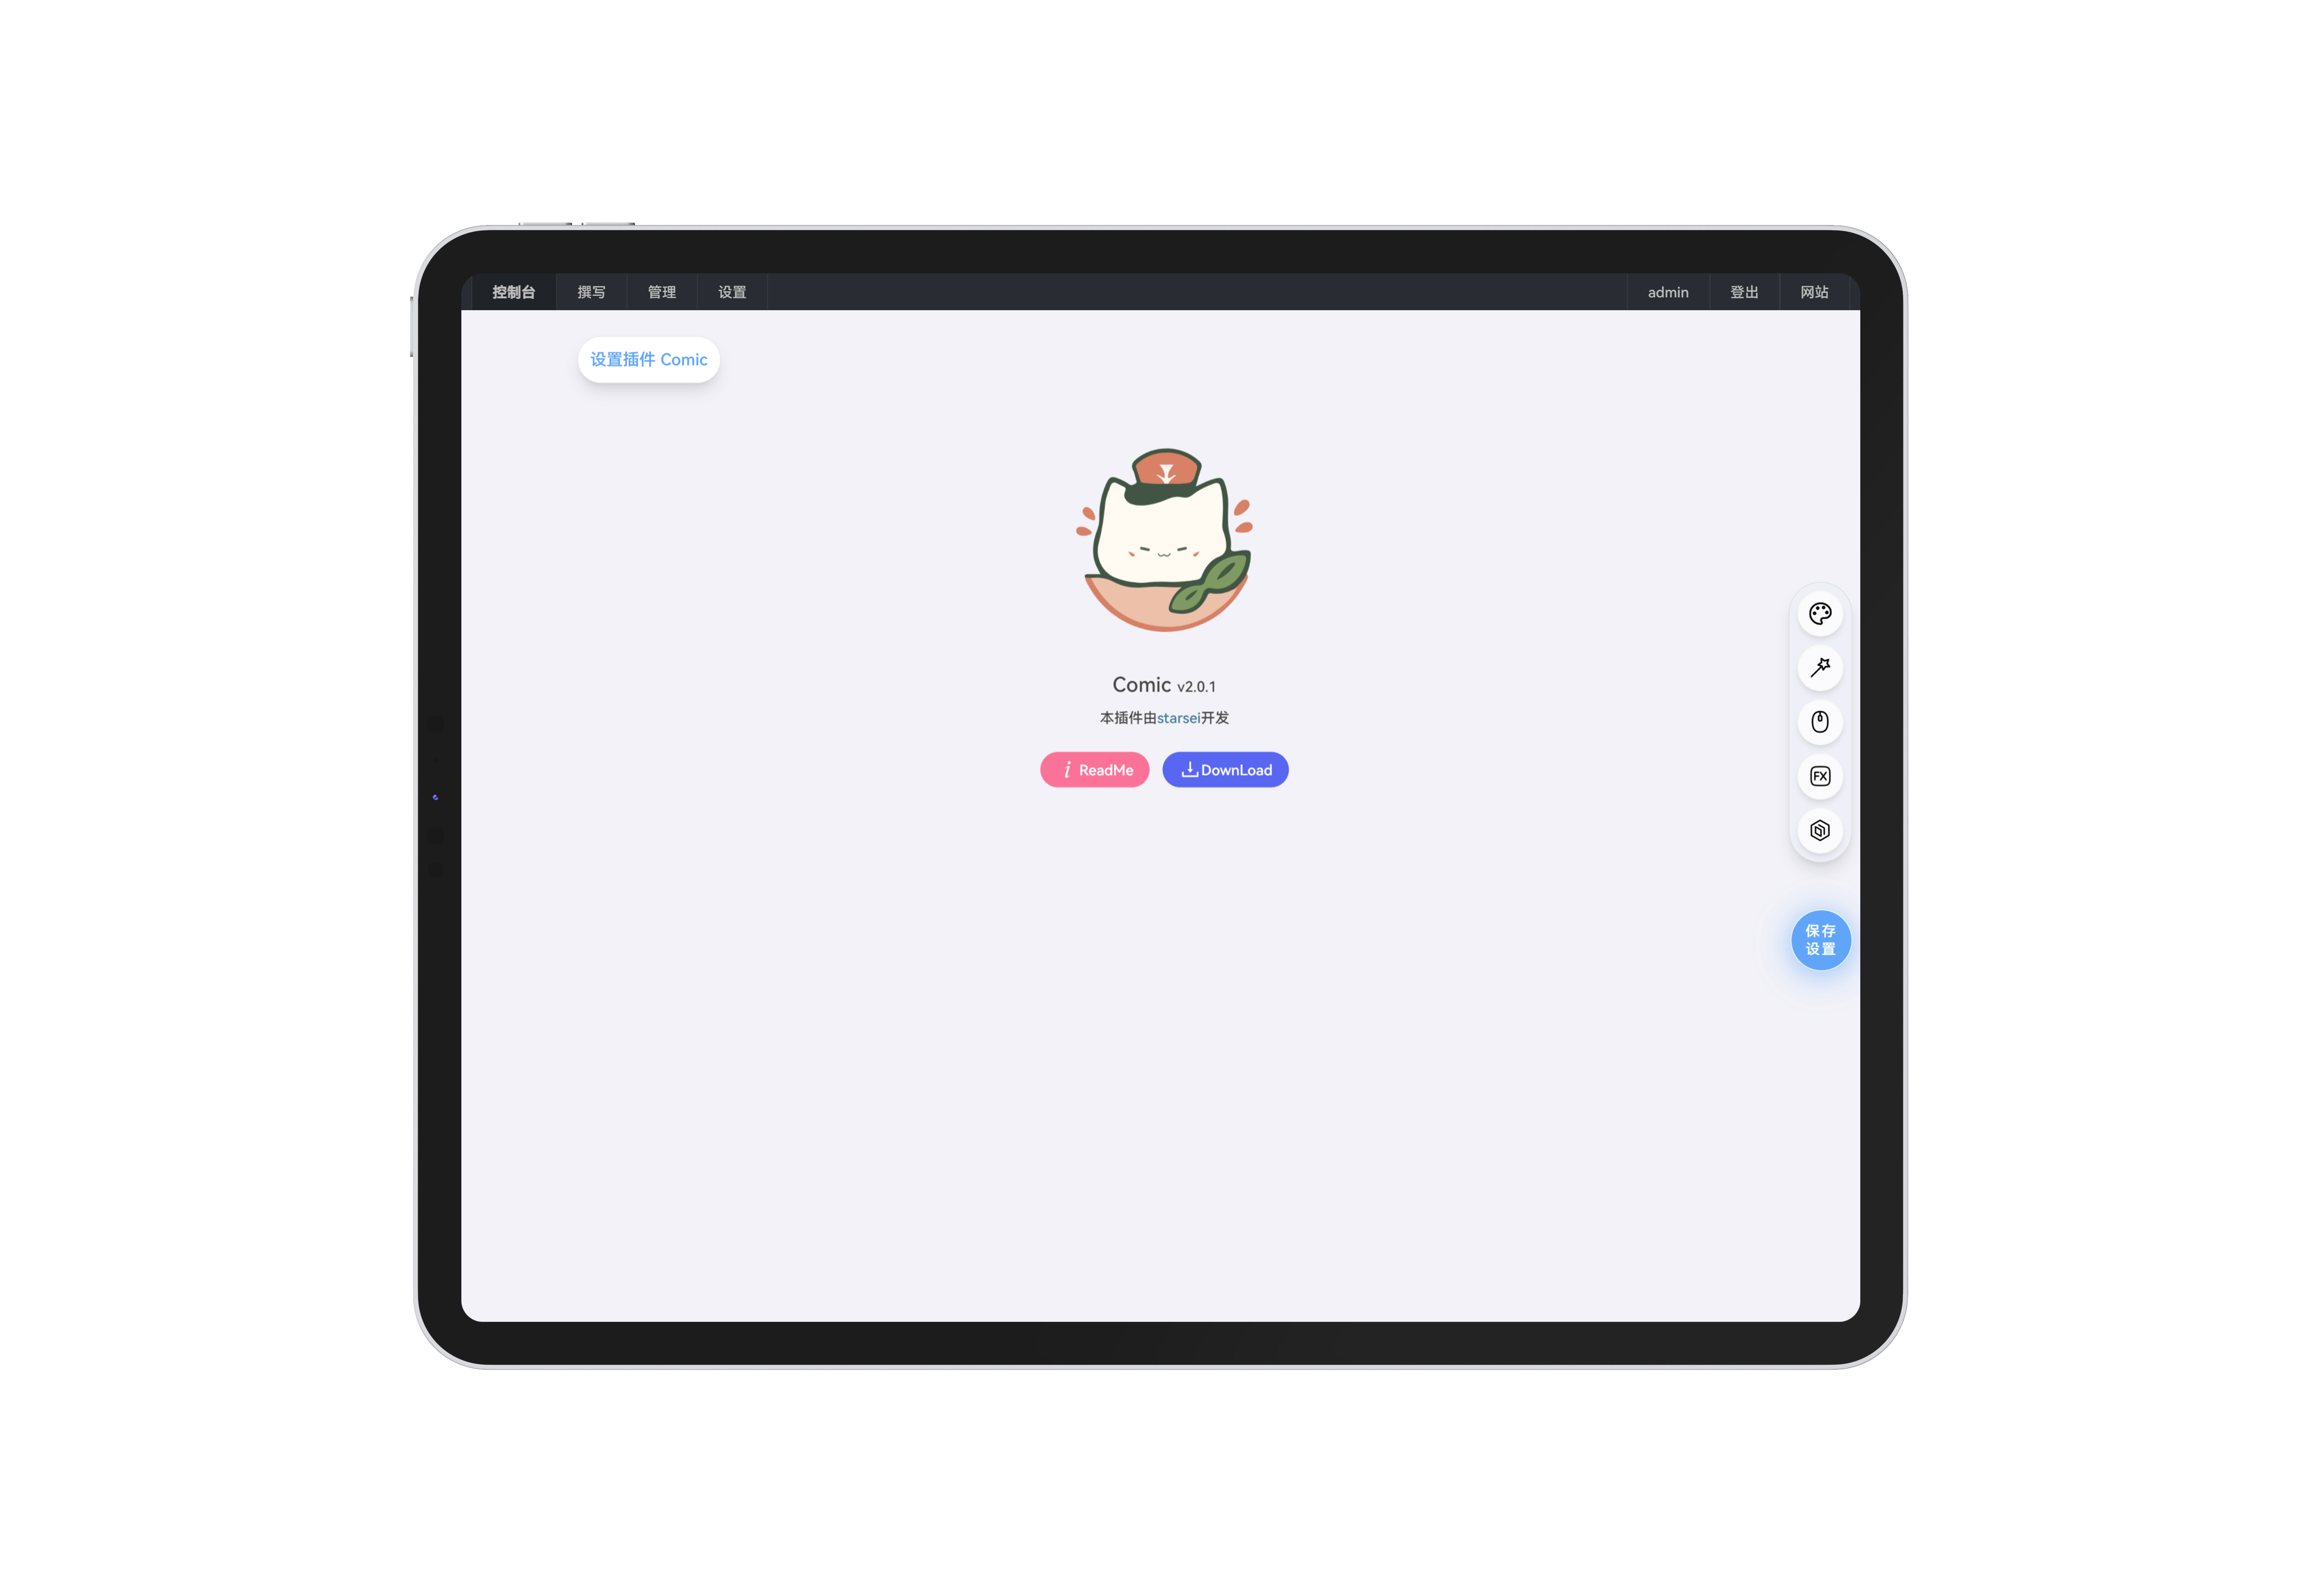 控制台 撰写 管理 设置 admin 登出 网站
设置插件 Comic
Comic v2.0.1
本插件由starsei开发
ReadMe DownLoad
FX
保存
设置